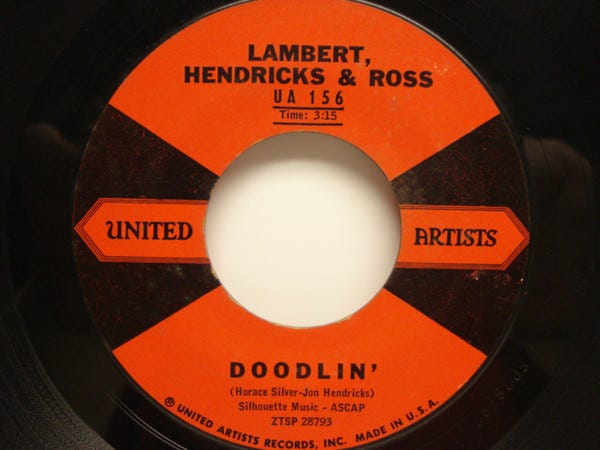 LAMBERT,
HENDRICKS & ROSS
UA 156
Time: 3:15
UNITED ARTISTS
DOODLIN'
(Horace Silver-Jon Hendricks)
Silhouette Music - ASCAP
ZTSP 28793
℗ UNITED ARTISTS RECORDS, INC. MADE IN U.S.A.